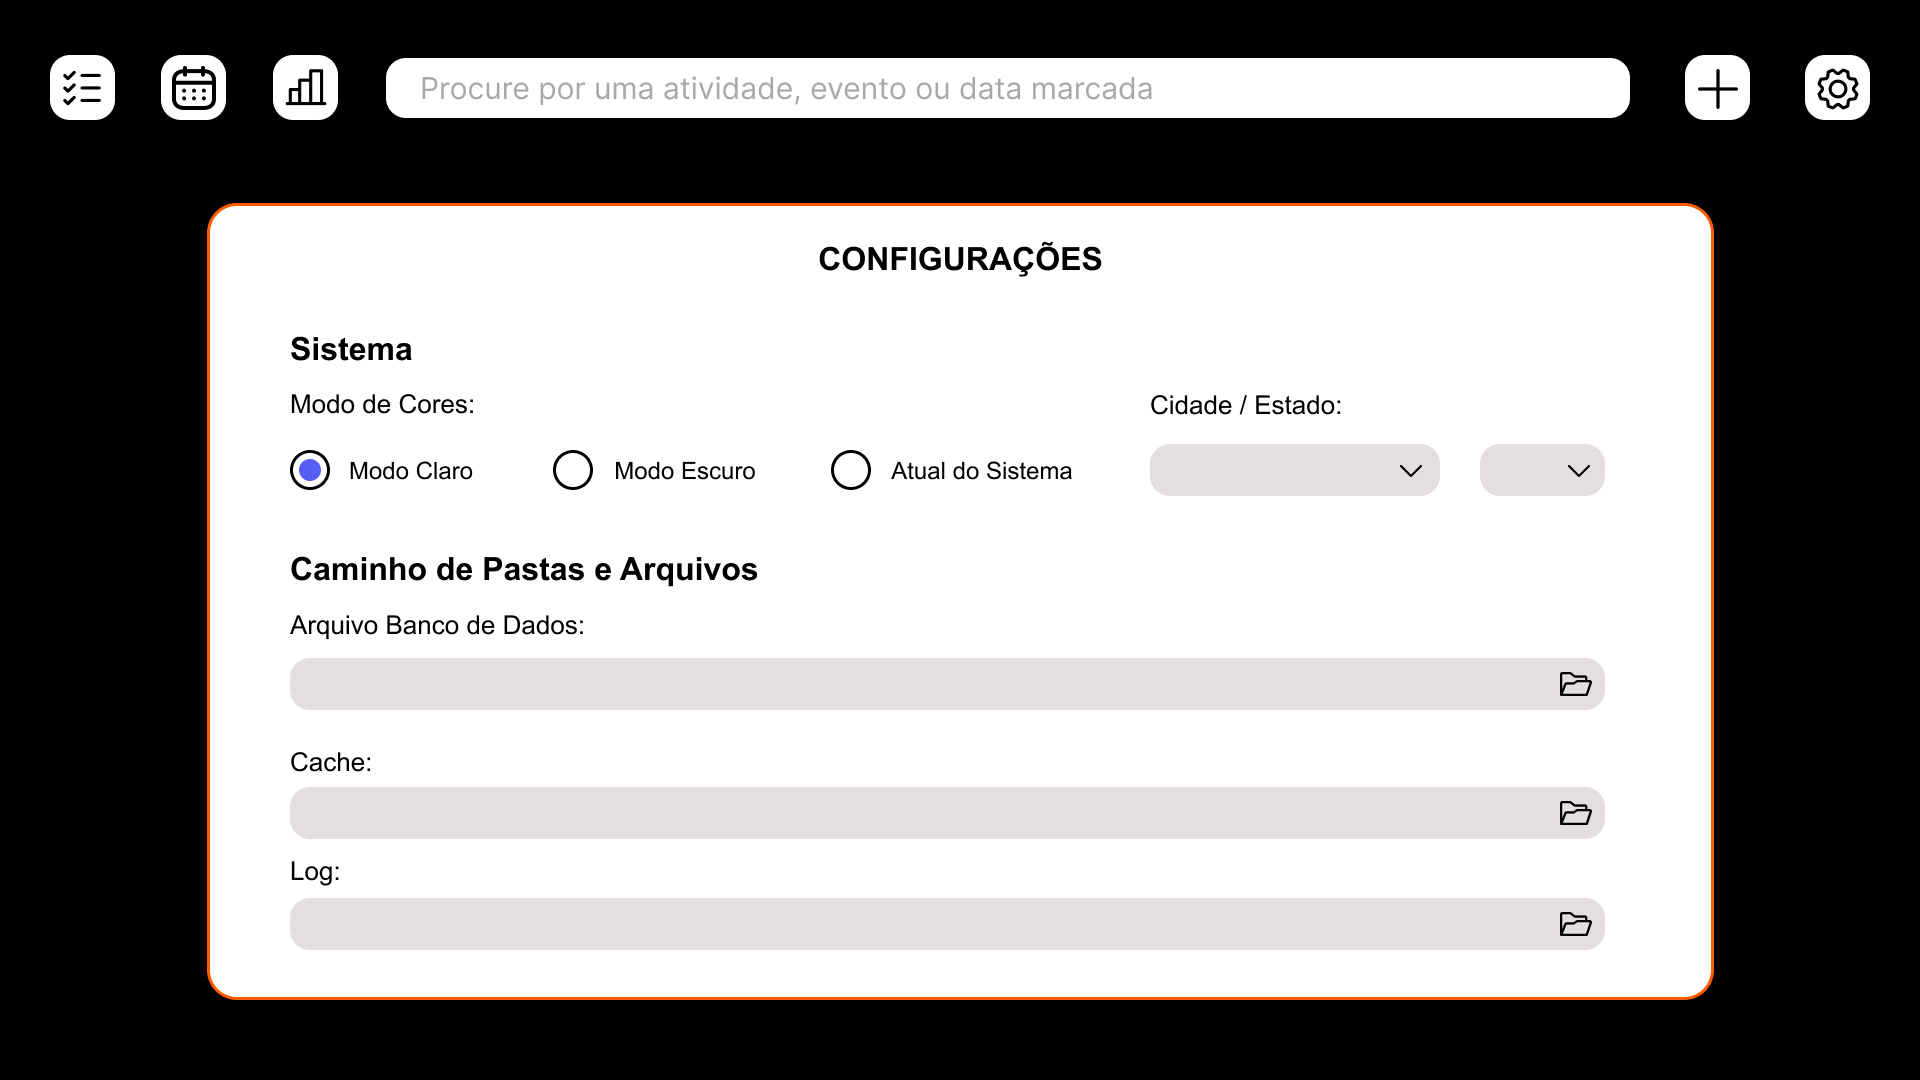 Procure por uma atividade, evento ou data marcada
CONFIGURAÇÕES
Sistema
Modo de Cores:
Cidade / Estado:
Modo Claro
Modo Escuro
Atual do Sistema
Caminho de Pastas e Arquivos
Arquivo Banco de Dados:
Cache:
Log: